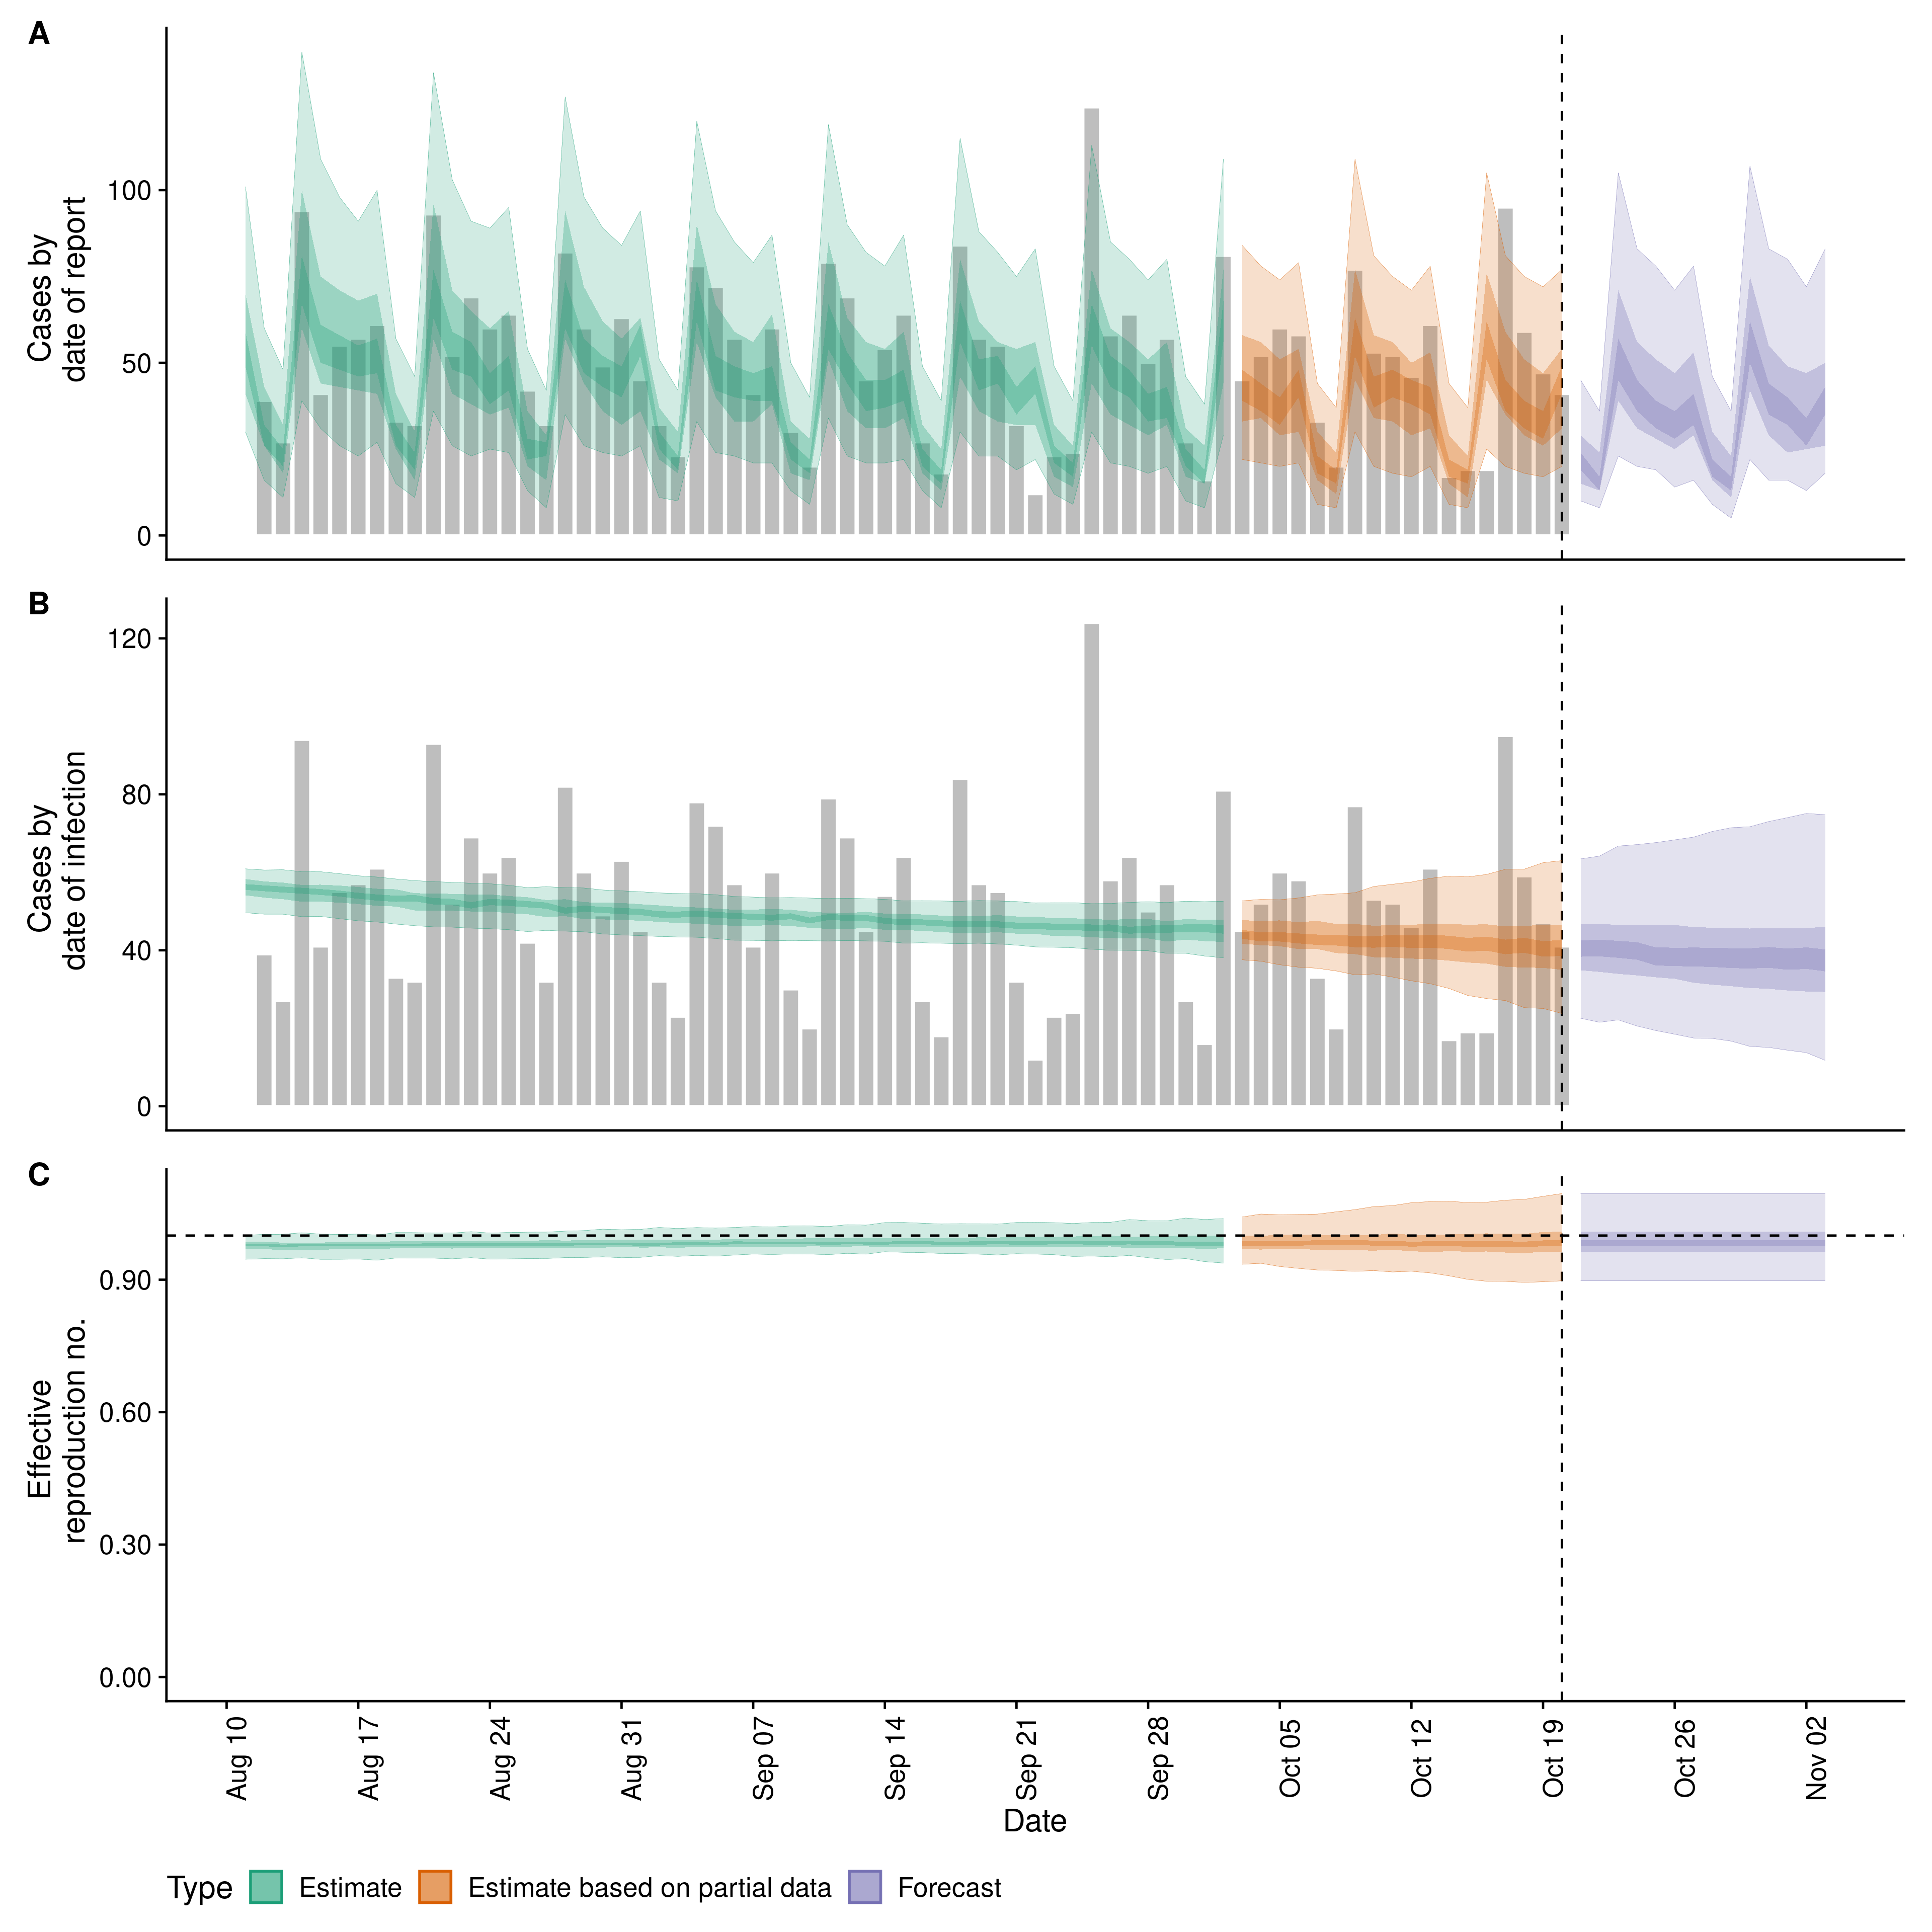 A
Cases by
date of report
100
50
0
B
Cases by
date of infection
120
80
40
0
C
Effective
reproduction no.
0.90
0.60
0.30
0.00
Aug 10
Aug 17
Aug 24
Aug 31
Sep 07
Sep 14
Sep 21
Sep 28
Oct 05
Oct 12
Oct 19
Oct 26
Nov 02
Date
Type Estimate Estimate based on partial data Forecast